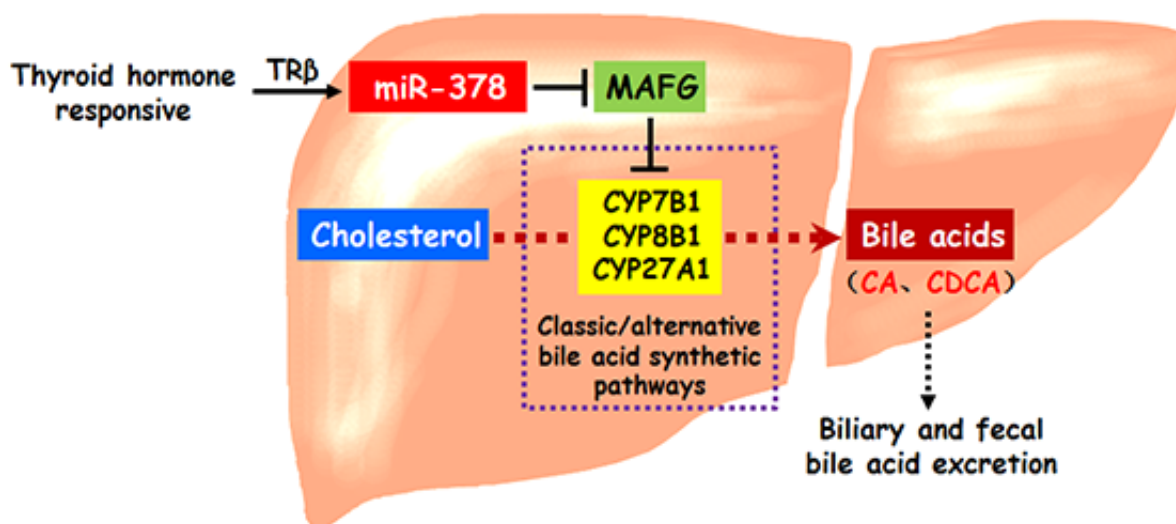 Thyroid hormone
responsive
TRβ
miR-378
MAFG
CYP7B1
CYP8B1
CYP27A1
Cholesterol
Bile acids
(CA、CDCA)
Classic/alternative
bile acid synthetic
pathways
Biliary and fecal
bile acid excretion